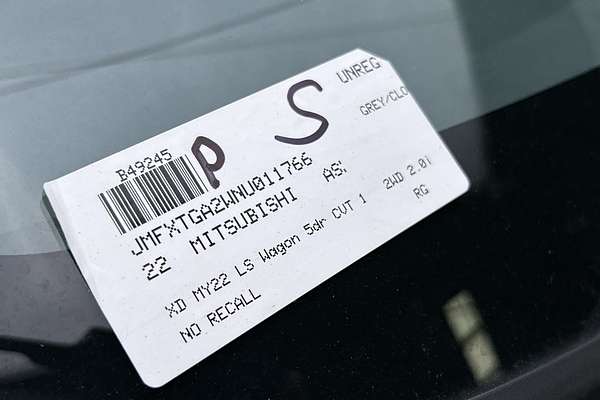 UNREG
P S
GREY/CLO
B49245
JMFXTGA2WNU011766
22 MITSUBISHI AS;
XD MY22 LS Wagon 5dr CVT 1 2WD 2.0i
NO RECALL RG